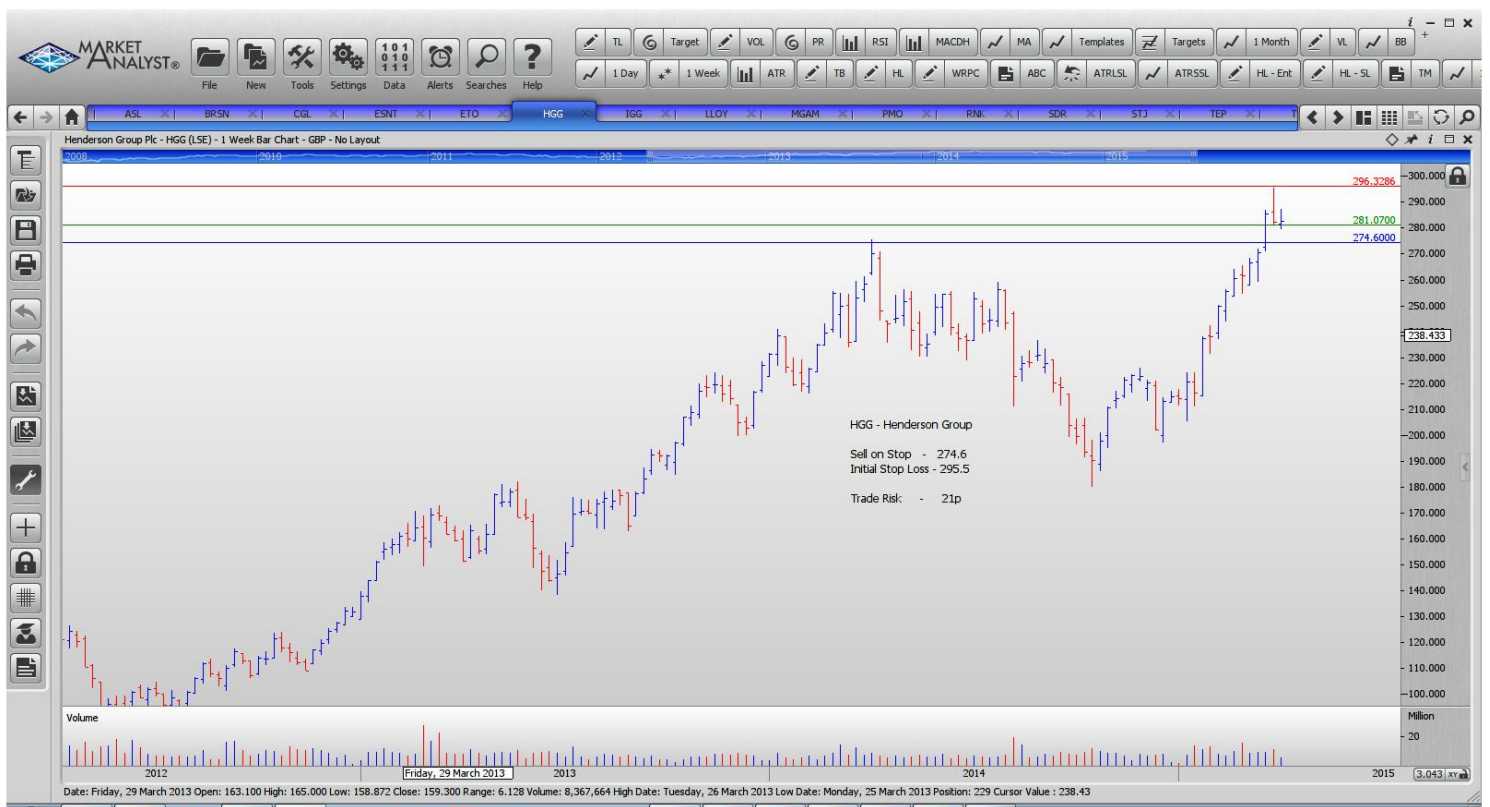 MARKET
ANALYST®
File
New
Tools
Settings
Data
Alerts
Searches
Help
TL
Target
VOL
PR
RSI
MACDH
MA
Templates
Targets
1 Month
VL
BB
1 Day
1 Week
ATR
TB
HL
WRPC
ABC
ATRLSL
ATRSSL
HL - Ent
HL - SL
TM
ASL
BRSN
CGL
ESNT
ETO
HGG
IGG
LLOY
MGAM
PMO
RNK
SDR
STJ
TEP
T
Henderson Group Plc - HGG (LSE) - 1 Week Bar Chart - GBP - No Layout
2008
2010
2011
2012
2013
2014
2015
296.3286
281.0700
274.6000
300.000
290.000
280.000
270.000
260.000
250.000
238.433
230.000
220.000
210.000
200.000
190.000
180.000
170.000
160.000
150.000
140.000
130.000
120.000
110.000
100.000
HGG - Henderson Group
Sell on Stop - 274.6
Initial Stop Loss - 295.5
Trade Risk - 21p
Volume
Million
20
2012
Friday, 29 March 2013
2013
2014
2015
3.043
XY
Date: Friday, 29 March 2013 Open: 163.100 High: 165.000 Low: 158.872 Close: 159.300 Range: 6.128 Volume: 8,367,664 High Date: Tuesday, 26 March 2013 Low Date: Monday, 25 March 2013 Position: 229 Cursor Value : 238.43